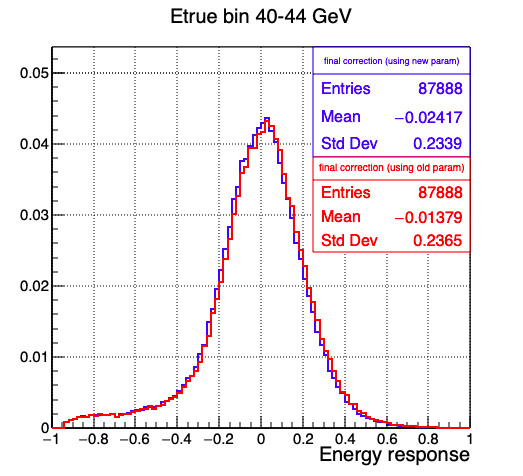 Etrue bin 40-44 GeV
final correction (using new param)
Entries 87888
Mean −0.02417
Std Dev 0.2339
final correction (using old param)
Entries 87888
Mean −0.01379
Std Dev 0.2365
0.05
0.04
0.03
0.02
0.01
0
−1 −0.8 −0.6 −0.4 −0.2 0 0.2 0.4 0.6 0.8 1
Energy response